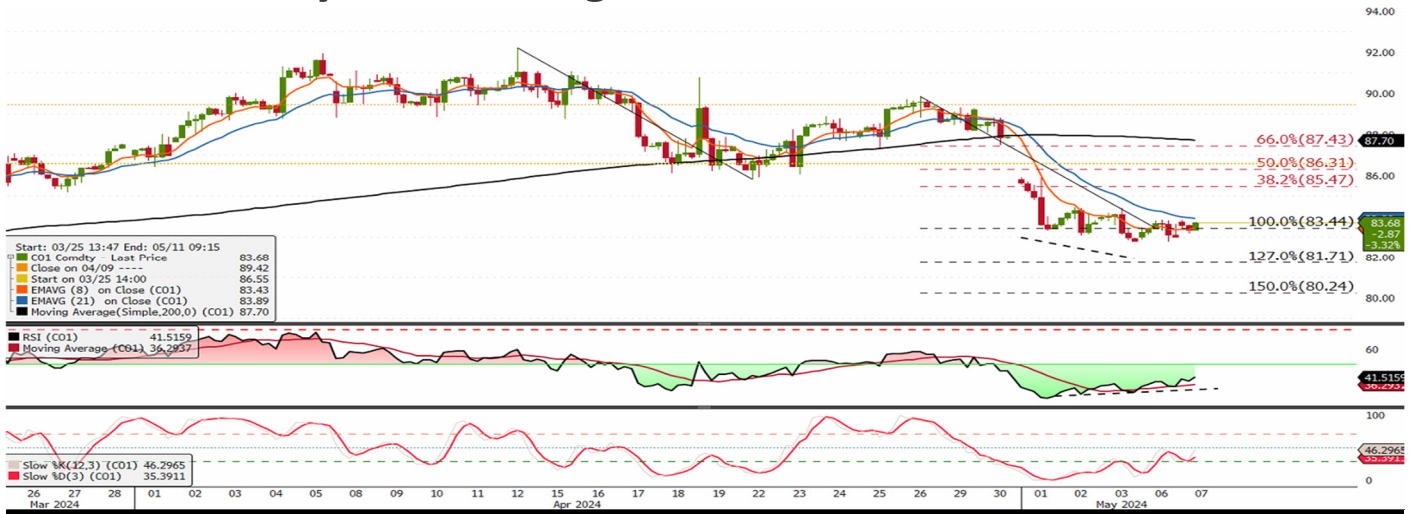 94.00
92.00
90.00
66.0%(87.43)
87.70
50.0%(86.31)
86.00
38.2%(85.47)
100.0%(83.44)
83.68
-2.87
-3.32%
82.00
127.0%(81.71)
150.0%(80.24)
80.00
Start: 03/25 13:47 End: 05/11 09:15
CO1 Comdty - Last Price 83.68
Close on 04/09 ---- 89.42
Start on 03/25 14:00 86.55
EMAVG (8) on Close (CO1) 83.43
EMAVG (21) on Close (CO1) 83.89
Moving Average(Simple,200,0) (CO1) 87.70
RSI (CO1) 41.5159
Moving Average (CO1) 36.2937
60
41.5159
100
Slow %K(12,3) (CO1) 46.2965
Slow %D(3) (CO1) 35.3911
46.2965
0
26 27 28 01 02 03 04 05 08 09 10 11 12 15 16 17 18 19 22 23 24 25 26 29 30 01 02 03 06 07
Mar 2024 Apr 2024 May 2024